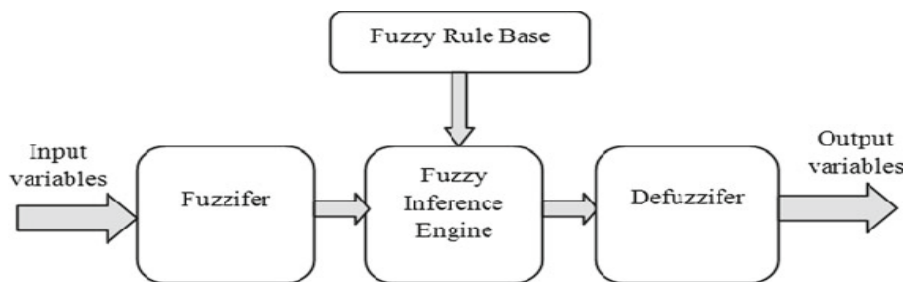 Fuzzy Rule Base
Input
variables
Fuzzifer
Fuzzy
Inference
Engine
Defuzzifer
Output
variables